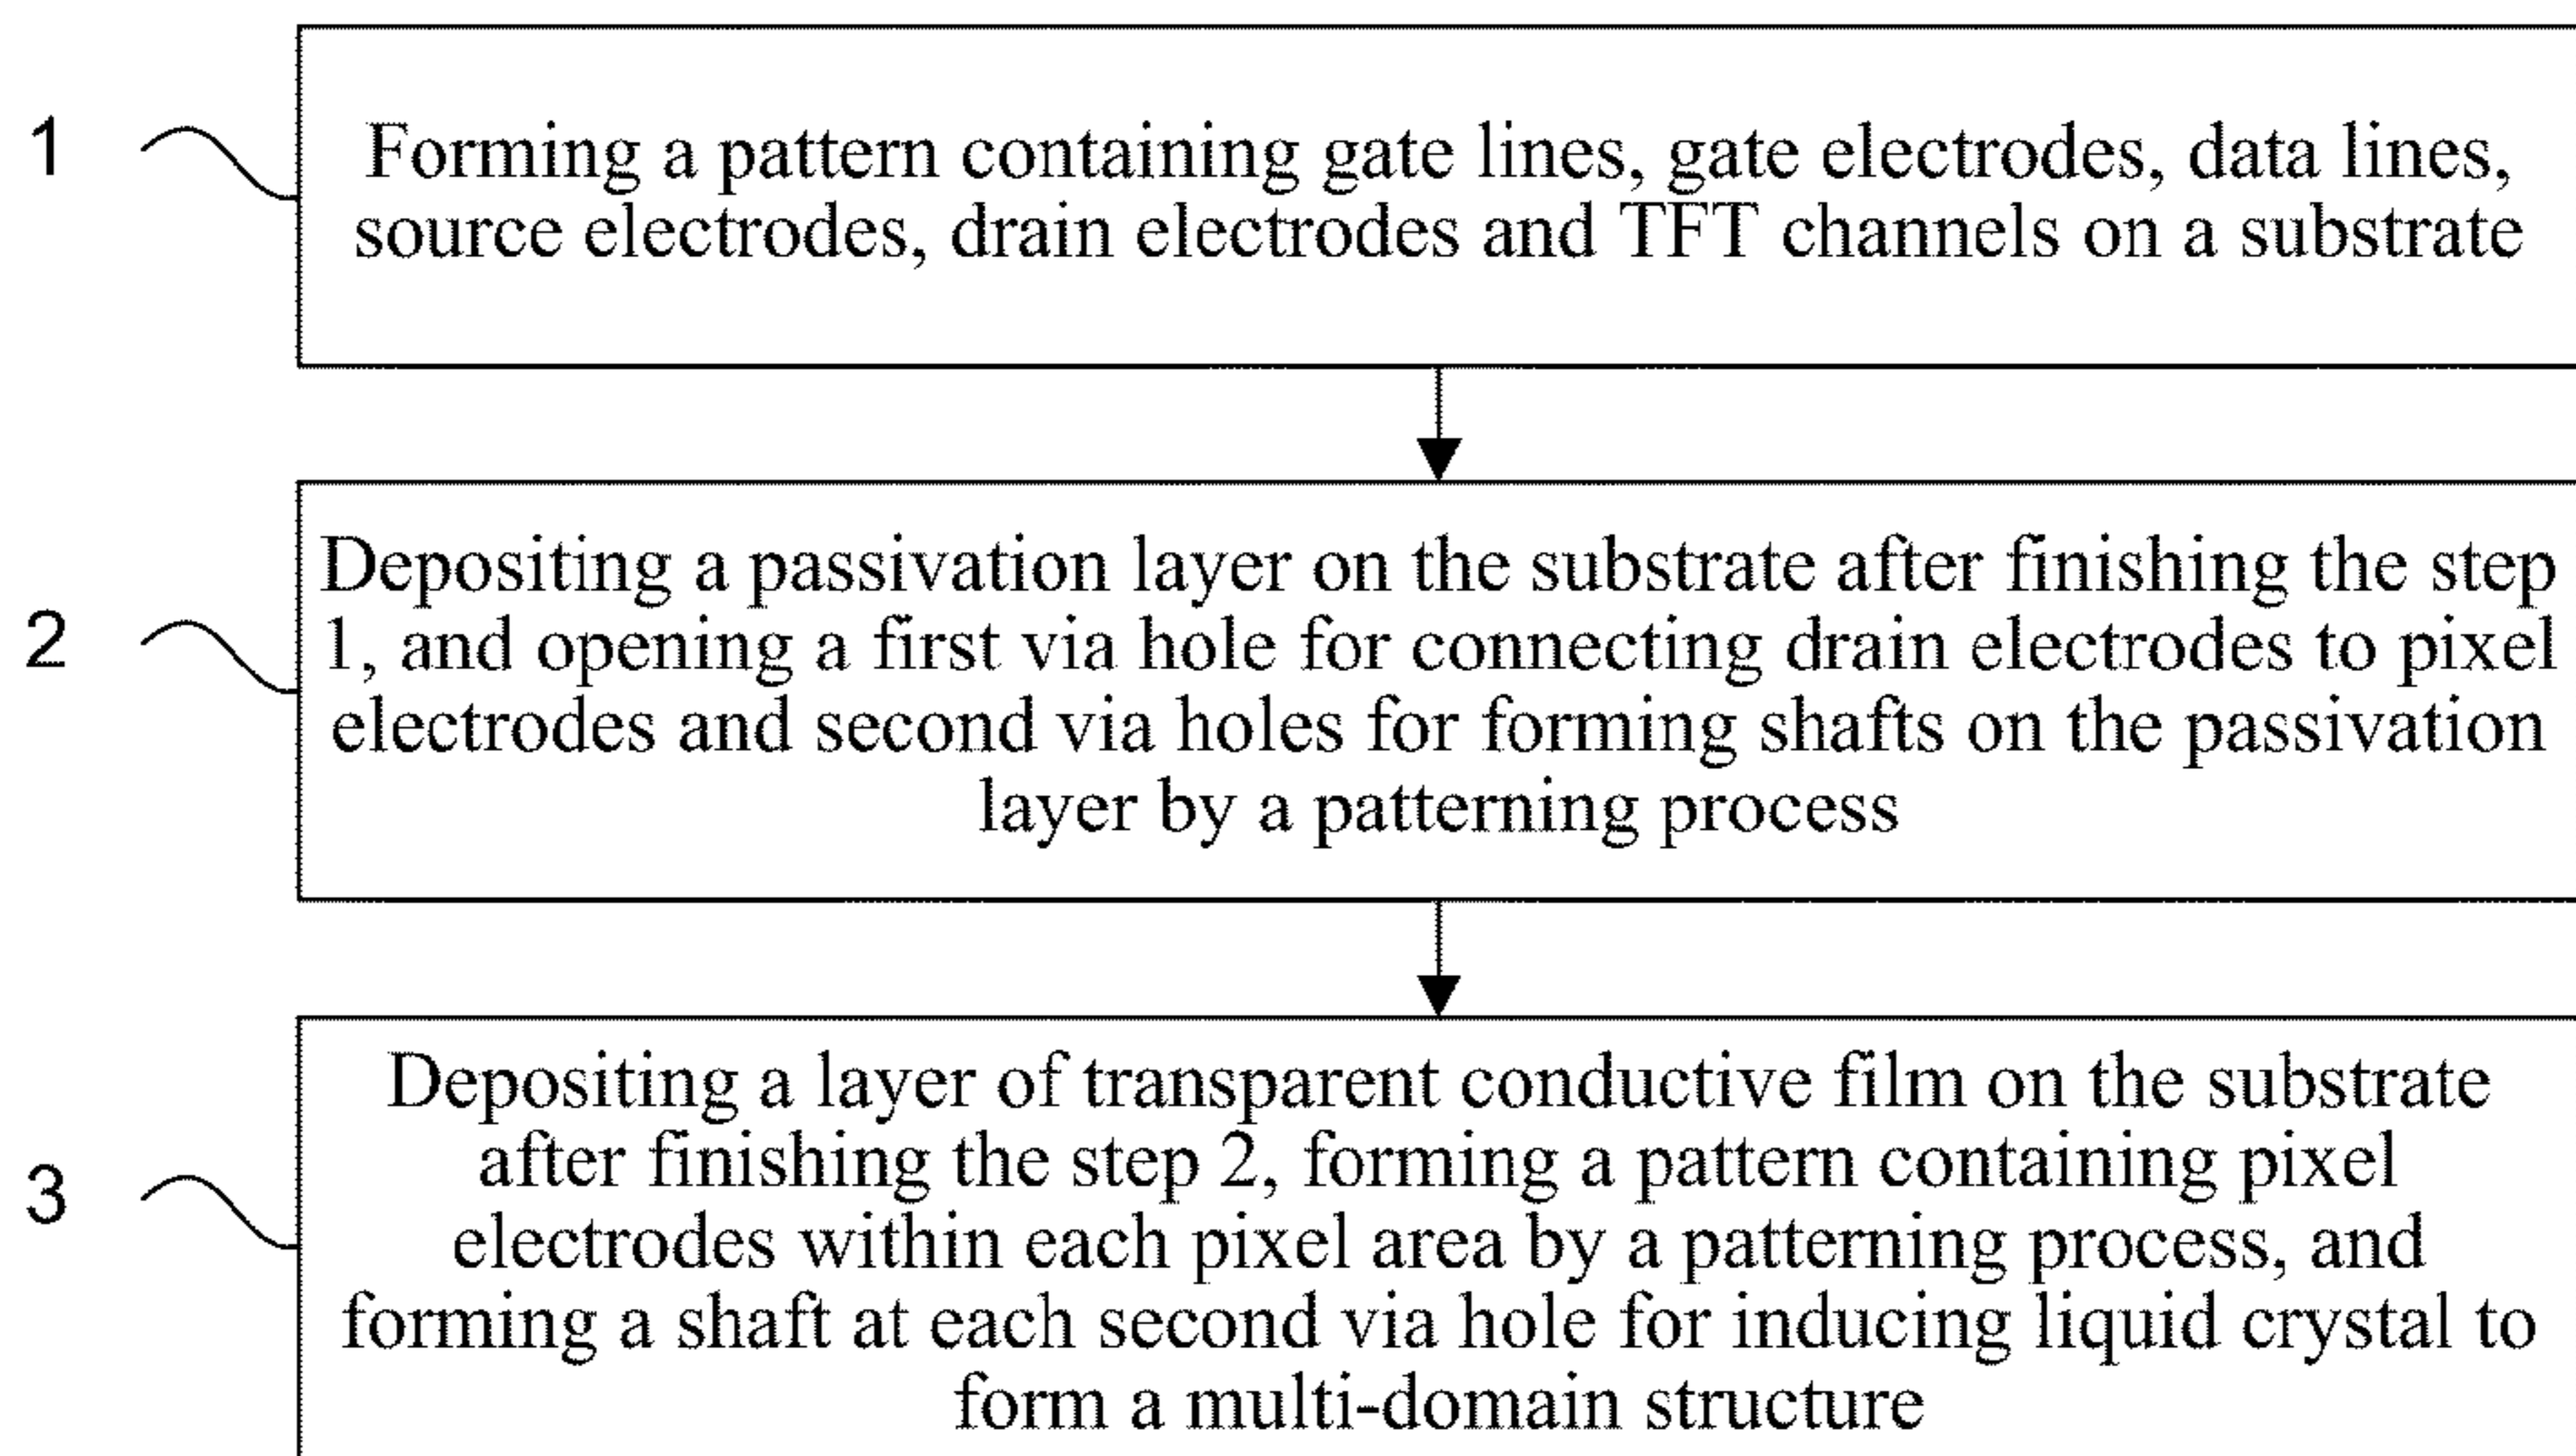 1
Forming a pattern containing gate lines, gate electrodes, data lines,
source electrodes, drain electrodes and TFT channels on a substrate
2
Depositing a passivation layer on the substrate after finishing the step
1, and opening a first via hole for connecting drain electrodes to pixel
electrodes and second via holes for forming shafts on the passivation
layer by a patterning process
3
Depositing a layer of transparent conductive film on the substrate
after finishing the step 2, forming a pattern containing pixel
electrodes within each pixel area by a patterning process, and
forming a shaft at each second via hole for inducing liquid crystal to
form a multi-domain structure